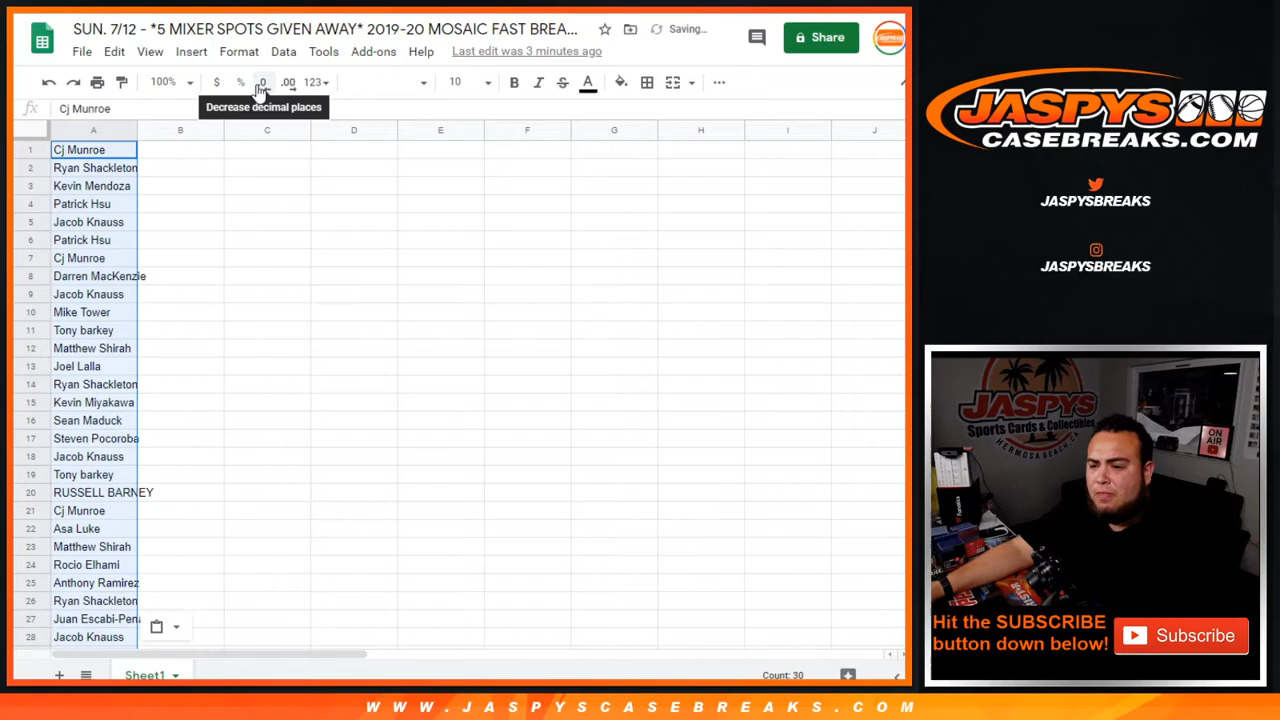 SUN. 7/12 - *5 MIXER SPOTS GIVEN AWAY* 2019-20 MOSAIC FAST BREA...
Saving...
Share
File Edit View Insert Format Data Tools Add-ons Help Last edit was 3 minutes ago
100% $ % .0 .00 123 10 B I S A
Decrease decimal places
fx Cj Munroe
A B C D E F G H I J
1 Cj Munroe
2 Ryan Shackleton
3 Kevin Mendoza
4 Patrick Hsu
5 Jacob Knauss
6 Patrick Hsu
7 Cj Munroe
8 Darren MacKenzie
9 Jacob Knauss
10 Mike Tower
11 Tony barkey
12 Matthew Shirah
13 Joel Lalla
14 Ryan Shackleton
15 Kevin Miyakawa
16 Sean Maduck
17 Steven Pocoroba
18 Jacob Knauss
19 Tony barkey
20 RUSSELL BARNEY
21 Cj Munroe
22 Asa Luke
23 Matthew Shirah
24 Rocio Elhami
25 Anthony Ramirez
26 Ryan Shackleton
27 Juan Escabi-Pena
28 Jacob Knauss
Sheet1
Count: 30
JASPYS
CASEBREAKS.COM
JASPYSBREAKS
JASPYSBREAKS
JASPYS
Sports Cards & Collectibles
HERMOSA BEACH, CA
ON AIR
Fanatics
Hit the SUBSCRIBE
button down below!
Subscribe
WWW.JASPYSCASEBREAKS.COM